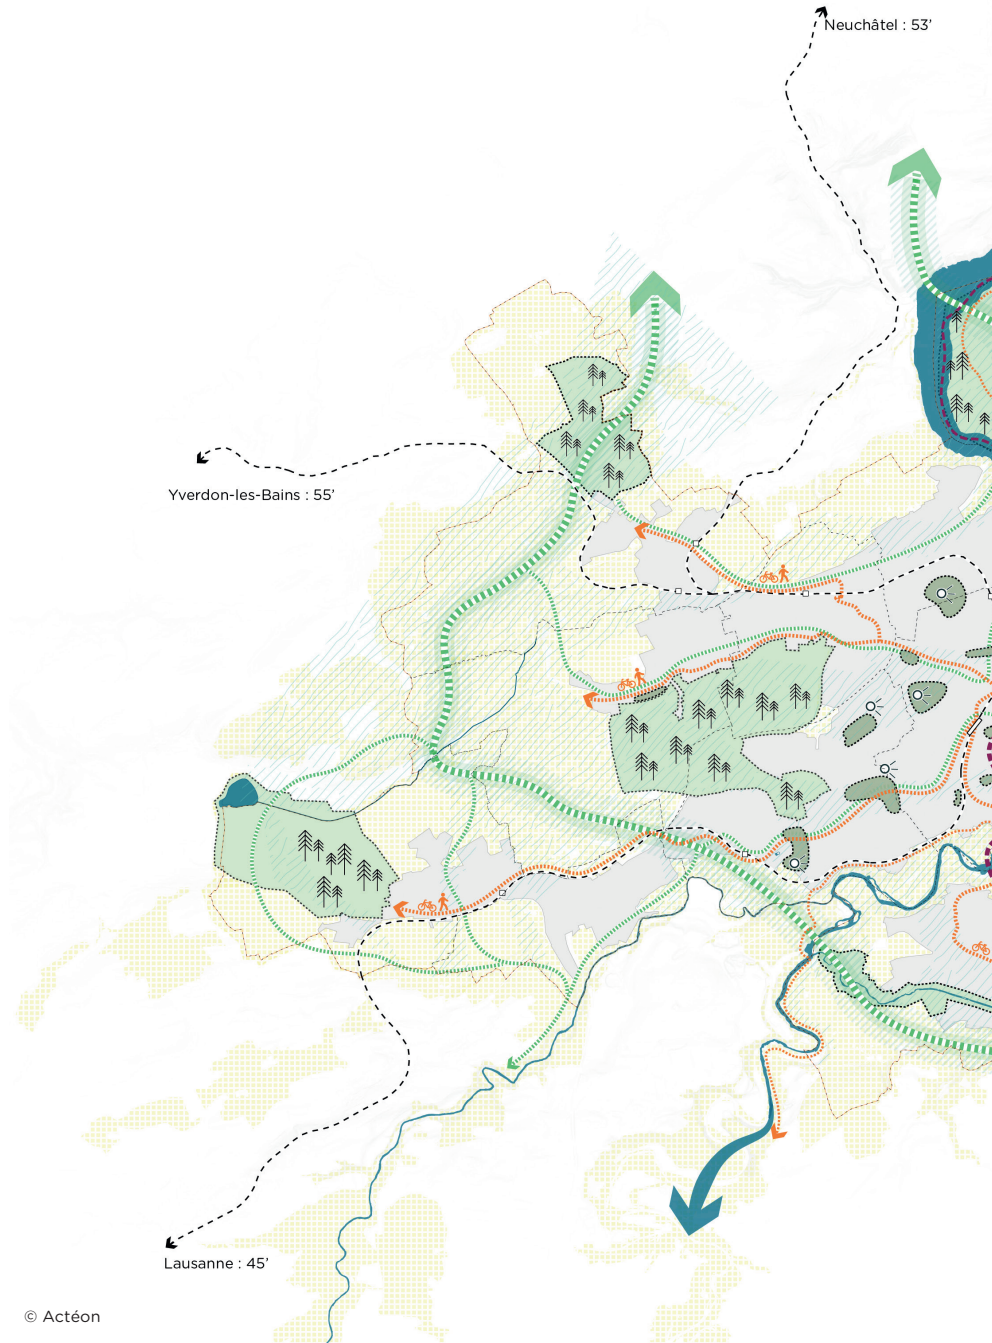 Neuchâtel : 53’
Yverdon-les-Bains : 55’
Lausanne : 45’
© Actéon